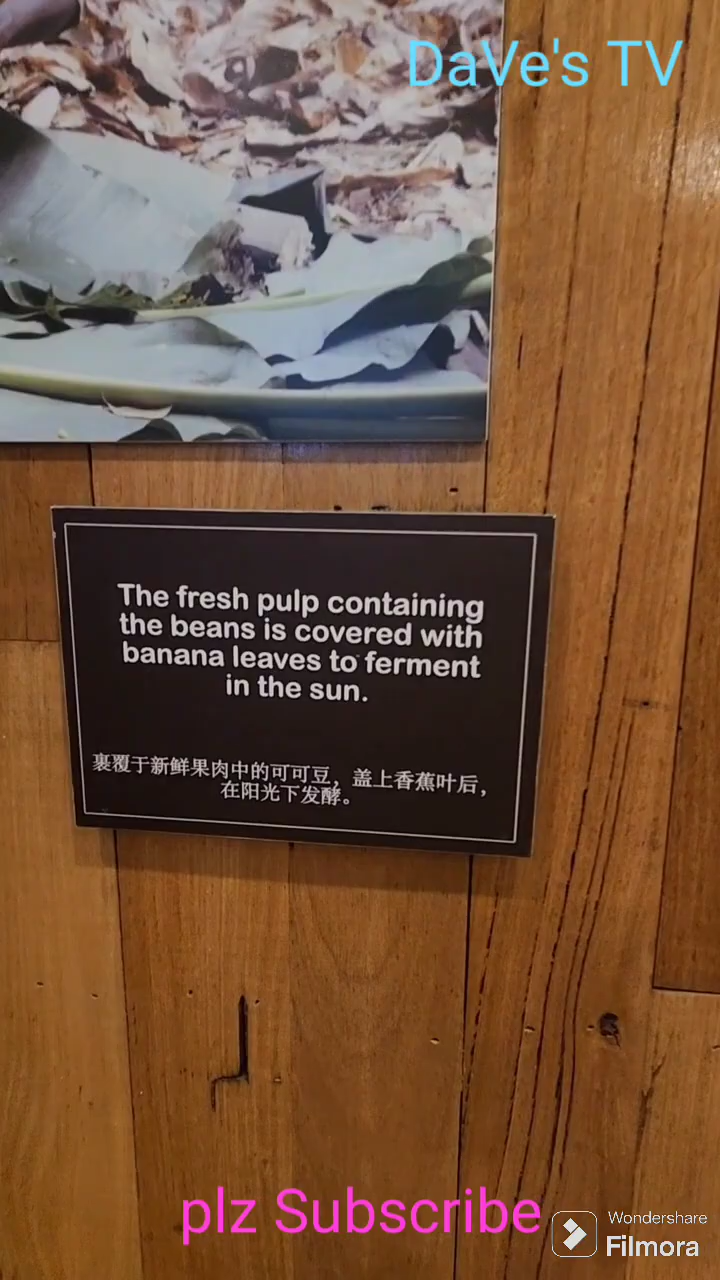 DaVe's TV
The fresh pulp containing
the beans is covered with
banana leaves to ferment
in the sun.
裹覆于新鲜果肉中的可可豆，盖上香蕉叶后，
在阳光下发酵。
plz Subscribe
Wondershare
Filmora